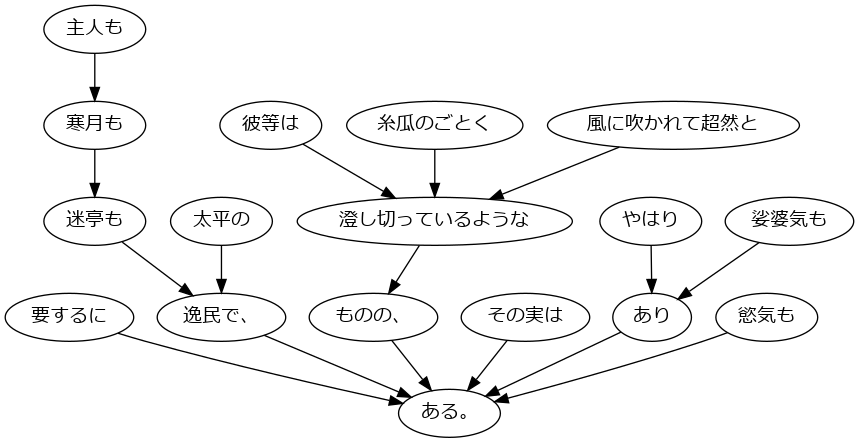 主人も
寒月も
彼等は
糸瓜のごとく
風に吹かれて超然と
迷亭も
太平の
澄し切っているような
やはり
娑婆気も
要するに
逸民で、
ものの、
その実は
あり
慾気も
ある。